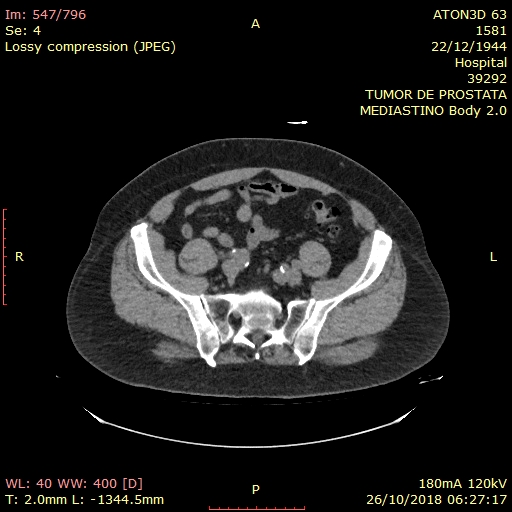 Im: 547/796
Se: 4
Lossy compression (JPEG)
A
ATON3D 63
1581
22/12/1944
Hospital
39292
TUMOR DE PROSTATA
MEDIASTINO Body 2.0
R
L
WL: 40 WW: 400 [D]
T: 2.0mm L: -1344.5mm
P
180mA 120kV
26/10/2018 06:27:17